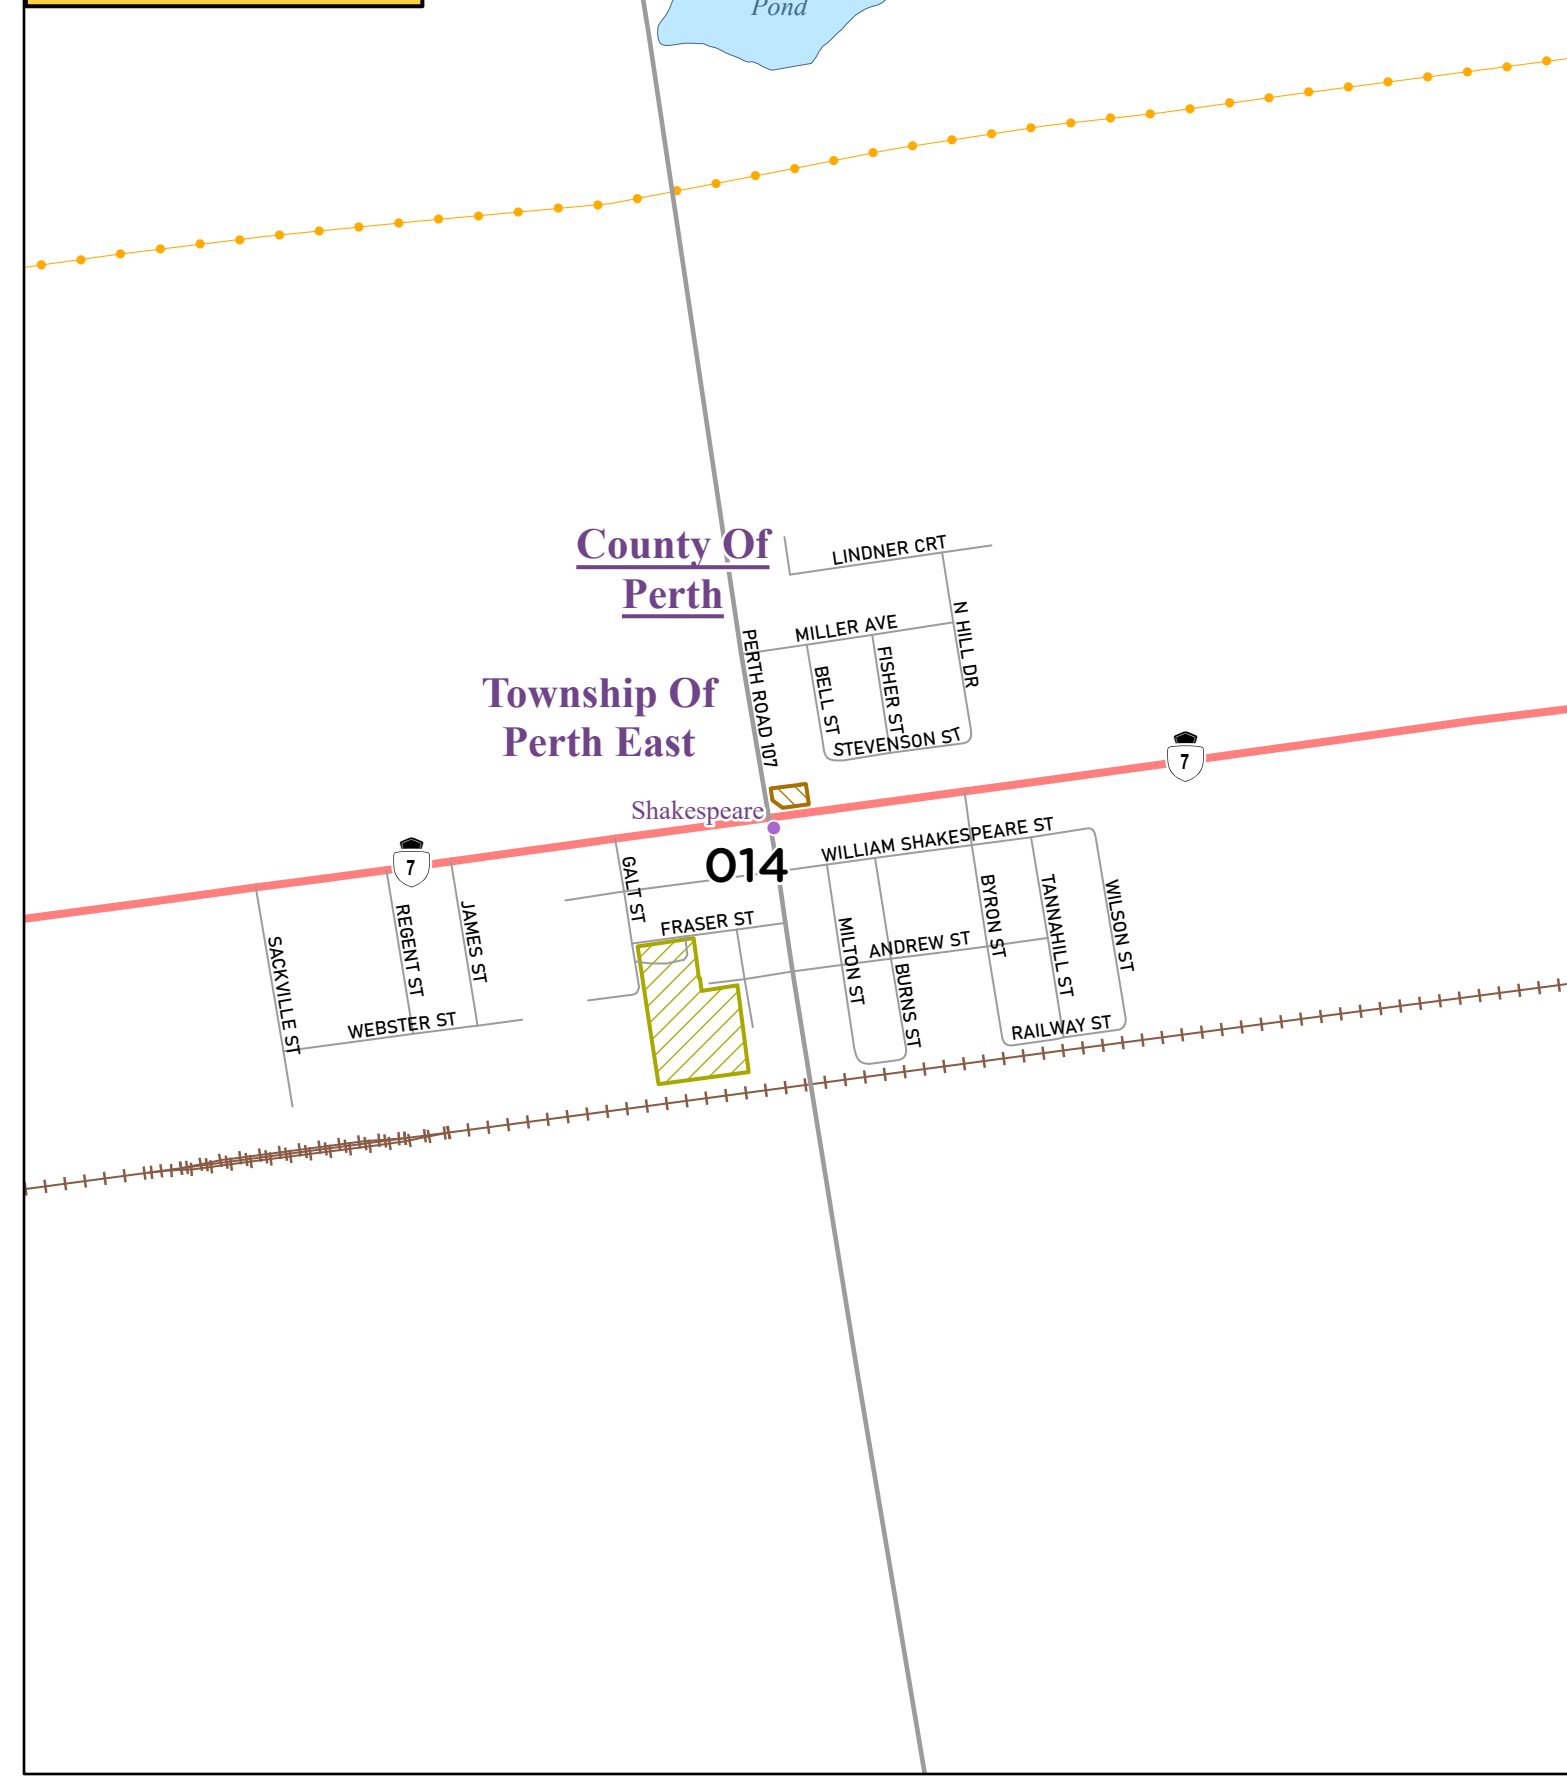 Pond
County Of
Perth
LINDNER CRT
N HILL DR
MILLER AVE
PERTH ROAD 107
BELL ST
FISHER ST
Township Of
Perth East
STEVENSON ST
7
Shakespeare
WILLIAM SHAKESPEARE ST
7
014
GALT ST
FRASER ST
BYRON ST
TANNAHILL ST
WILSON ST
SACKVILLE ST
REGENT ST
JAMES ST
MILTON ST
ANDREW ST
BURNS ST
WEBSTER ST
RAILWAY ST